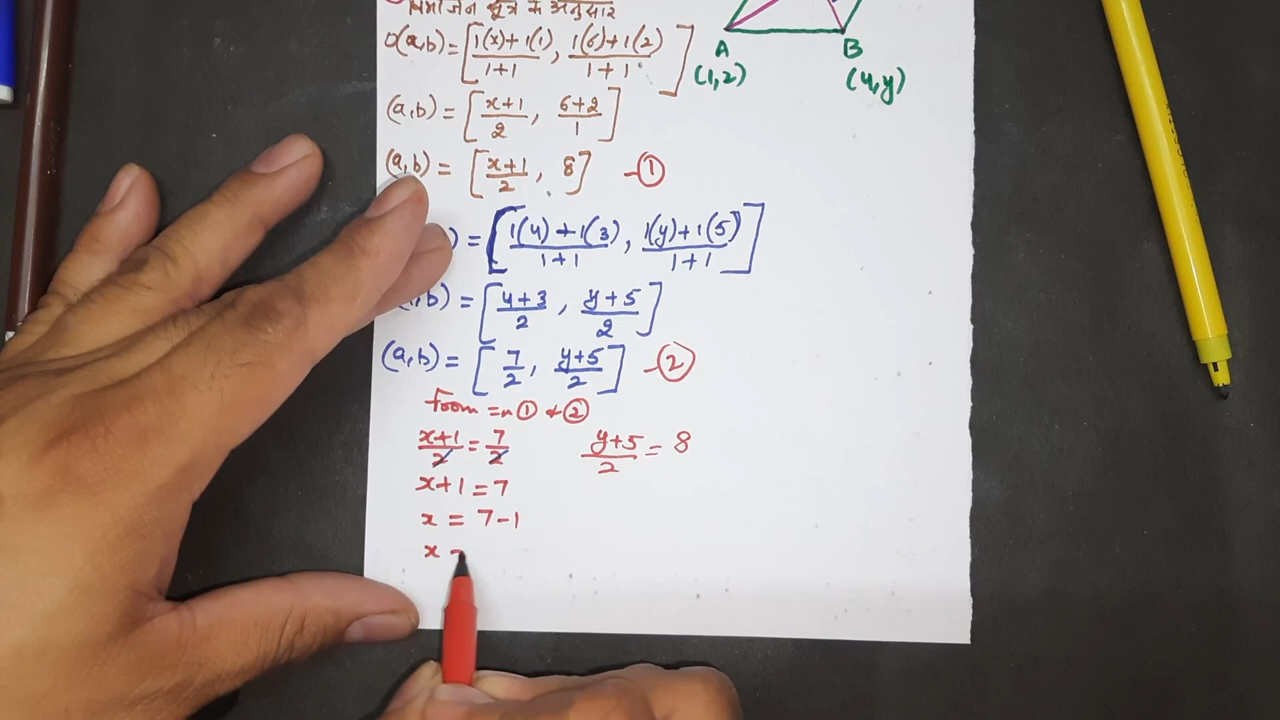 विभाजन सूत्र के अनुसार
O(a,b) = [ (1(x)+1(1))/(1+1) , (1(6)+1(2))/(1+1) ]
A
(1,2)
B
(4,y)
(a,b) = [ (x+1)/2 , (6+2)/1 ]
(a,b) = [ (x+1)/2 , 8 ] -①
) = [ (1(4)+1(3))/(1+1) , (1(y)+1(5))/(1+1) ]
,b) = [ (4+3)/2 , (y+5)/2 ]
(a,b) = [ 7/2 , (y+5)/2 ] -②
From =n ① & ②
(x+1)/2 = 7/2 (y+5)/2 = 8
x+1 = 7
x = 7-1
x =